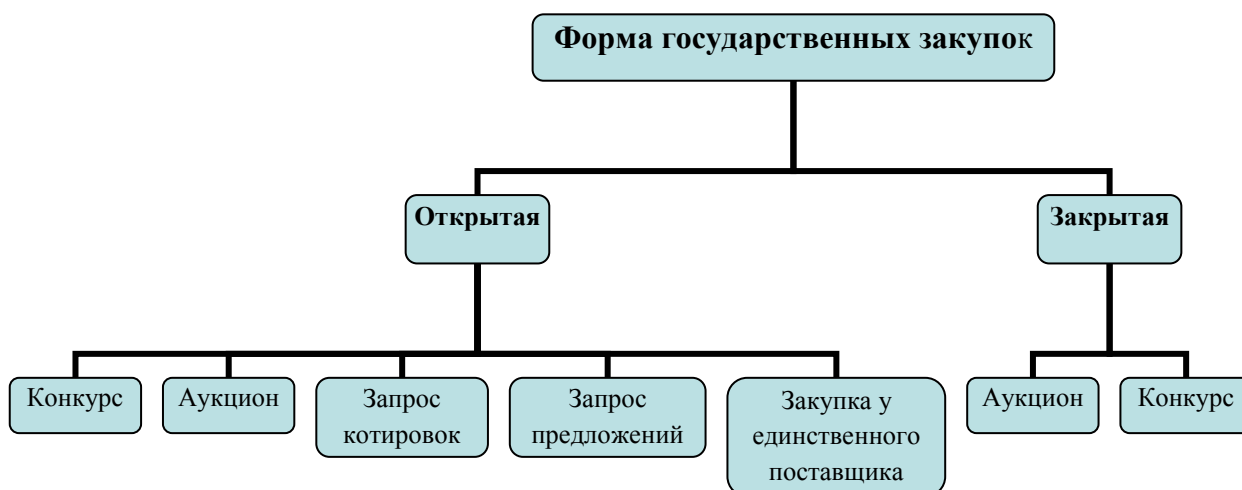 Форма государственных закупок
Открытая
Закрытая
Конкурс
Аукцион
Запрос
котировок
Запрос
предложений
Закупка у
единственного
поставщика
Аукцион
Конкурс